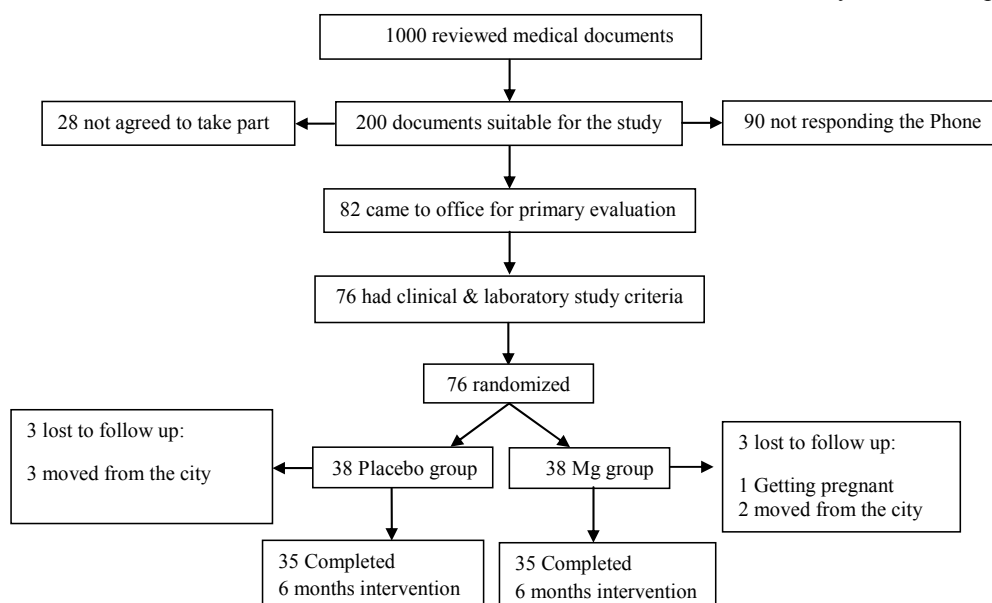 1000 reviewed medical documents
28 not agreed to take part
200 documents suitable for the study
90 not responding the Phone
82 came to office for primary evaluation
76 had clinical & laboratory study criteria
76 randomized
3 lost to follow up:
3 moved from the city
38 Placebo group
38 Mg group
3 lost to follow up:
1 Getting pregnant
2 moved from the city
35 Completed
6 months intervention
35 Completed
6 months intervention